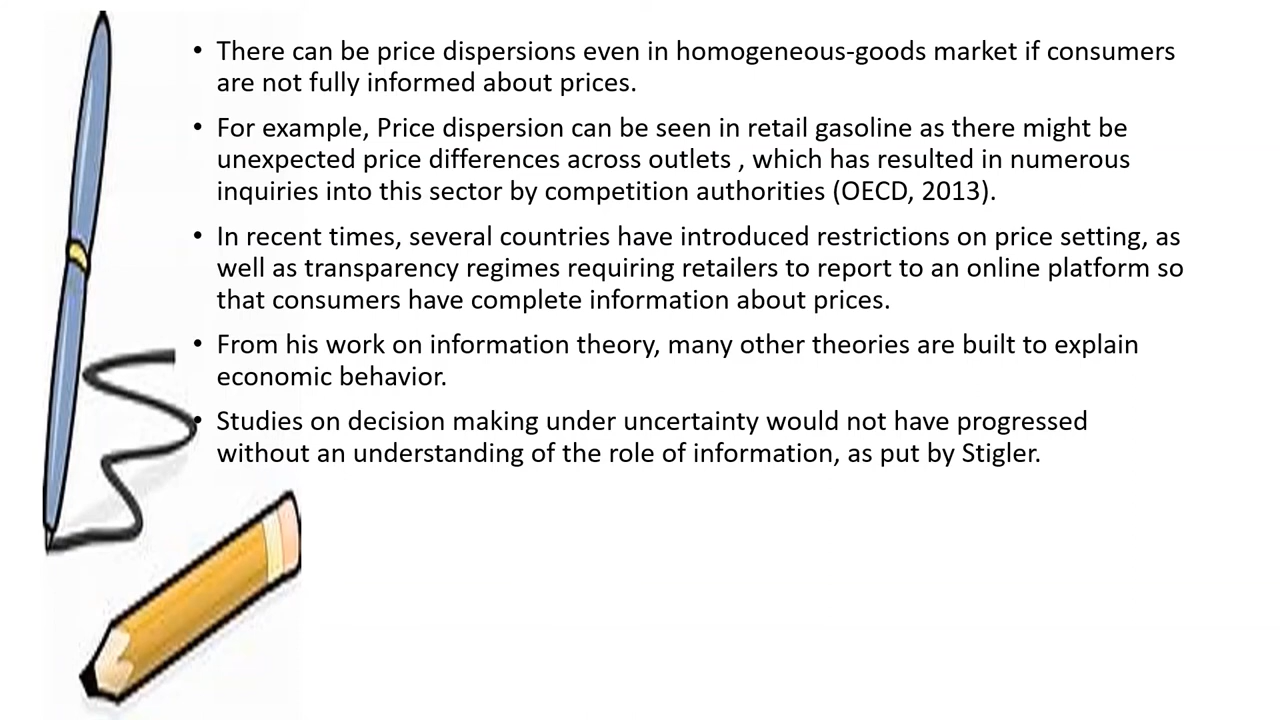 • There can be price dispersions even in homogeneous-goods market if consumers
are not fully informed about prices.
• For example, Price dispersion can be seen in retail gasoline as there might be
unexpected price differences across outlets , which has resulted in numerous
inquiries into this sector by competition authorities (OECD, 2013).
• In recent times, several countries have introduced restrictions on price setting, as
well as transparency regimes requiring retailers to report to an online platform so
that consumers have complete information about prices.
• From his work on information theory, many other theories are built to explain
economic behavior.
• Studies on decision making under uncertainty would not have progressed
without an understanding of the role of information, as put by Stigler.